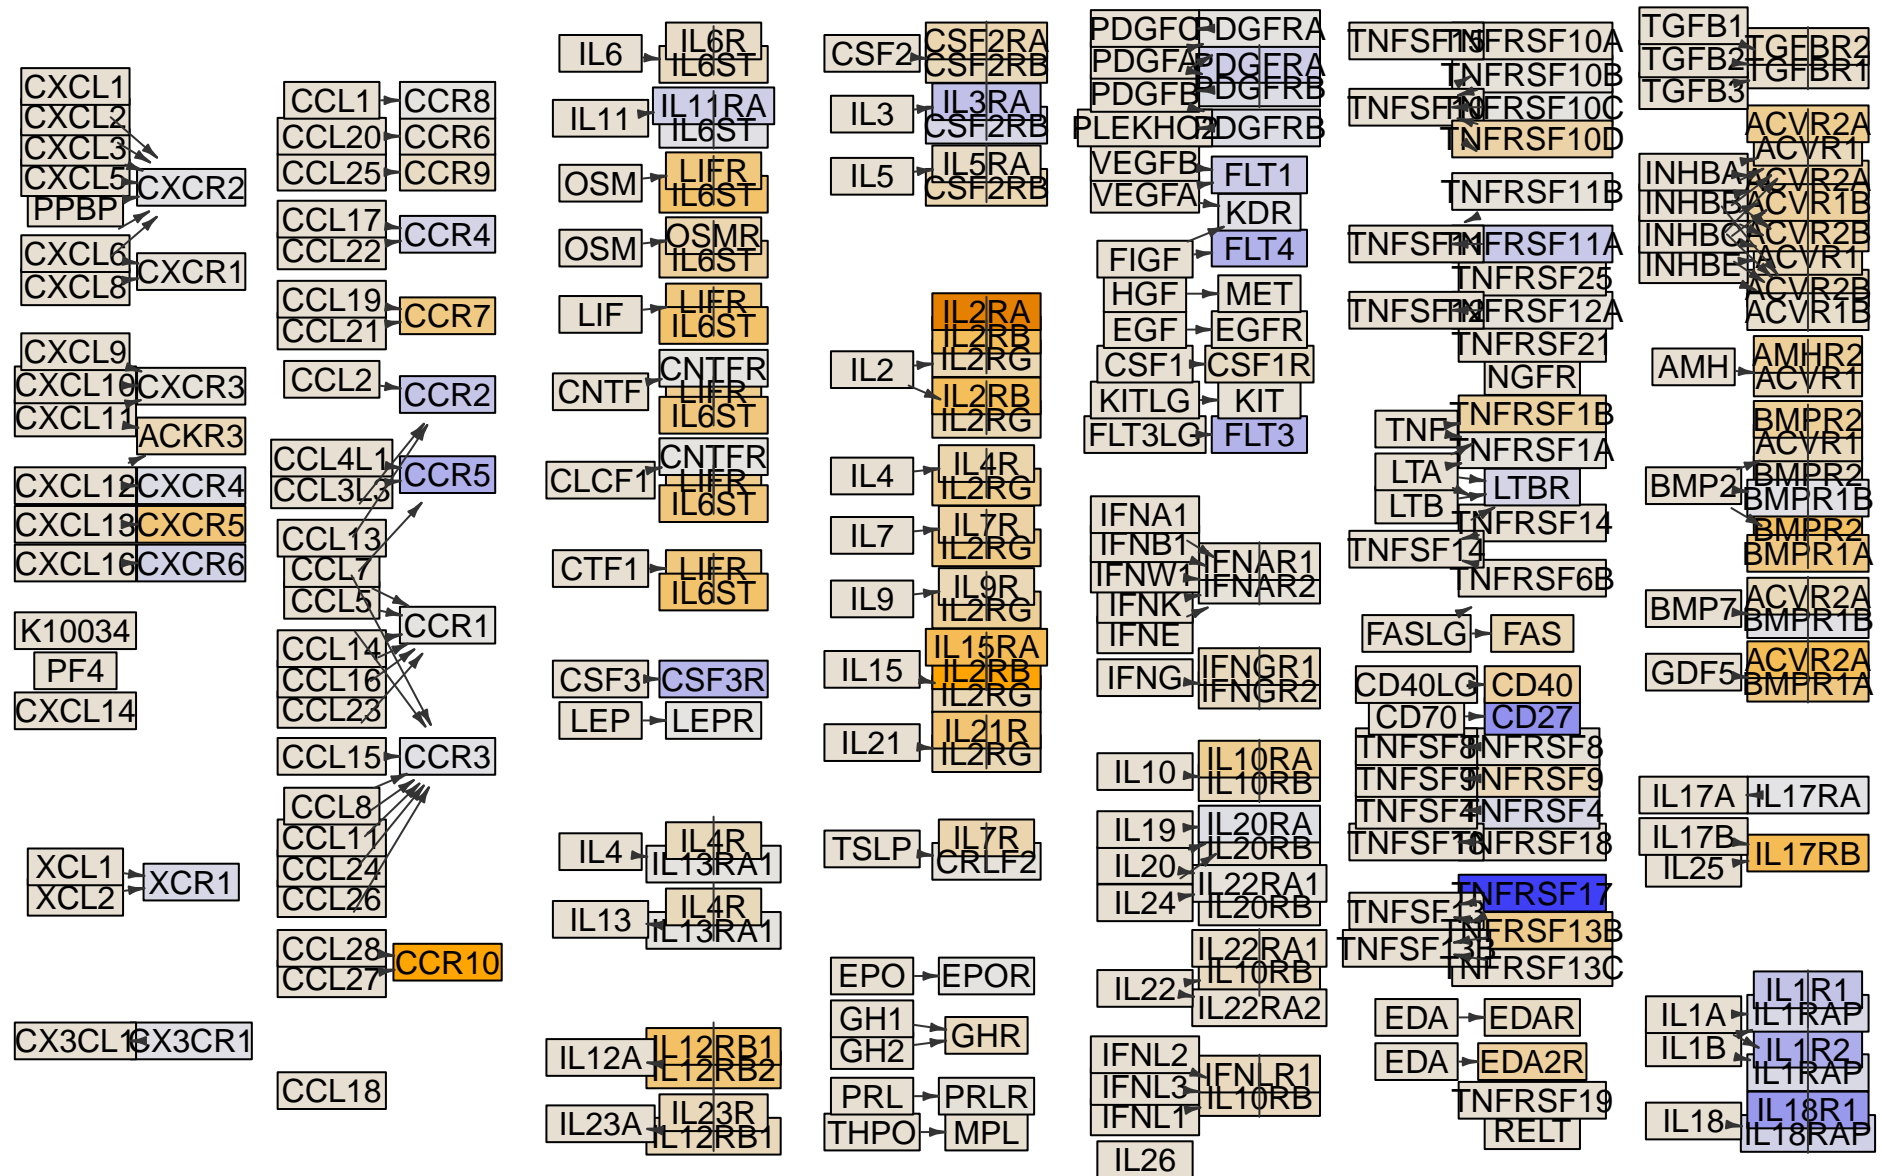 CXCL1
CXCL2
CXCL3
CXCL5
PPBP
CXCR2
CXCL6
CXCL8
CXCR1
CXCL9
CXCL10
CXCL11
CXCR3
ACKR3
CXCL12
CXCR4
CXCL13
CXCR5
CXCL16
CXCR6
K10034
PF4
CXCL14
XCL1
XCL2
XCR1
CX3CL1
CX3CR1
CCL1
CCR8
CCL20
CCR6
CCL25
CCR9
CCL17
CCL22
CCR4
CCL19
CCL21
CCR7
CCL2
CCR2
CCL4L1
CCL3L3
CCR5
CCL13
CCL7
CCL5
CCR1
CCL14
CCL16
CCL23
CCL15
CCR3
CCL8
CCL11
CCL24
CCL26
CCL28
CCL27
CCR10
CCL18
IL6
IL6R
IL6ST
IL11
IL11RA
IL6ST
OSM
LIFR
IL6ST
OSM
OSMR
IL6ST
LIF
LIFR
IL6ST
CNTF
CNTFR
LIFR
IL6ST
CLCF1
CNTFR
LIFR
IL6ST
CTF1
LIFR
IL6ST
CSF3
CSF3R
LEP
LEPR
IL4
IL4R
IL13RA1
IL13
IL4R
IL13RA1
IL12A
IL12RB1
IL12RB2
IL23A
IL23R
IL12RB1
CSF2
CSF2RA
CSF2RB
IL3
IL3RA
CSF2RB
IL5
IL5RA
CSF2RB
IL2
IL2RA
IL2RB
IL2RG
IL2RB
IL2RG
IL4
IL4R
IL2RG
IL7
IL7R
IL2RG
IL9
IL9R
IL2RG
IL15
IL15RA
IL2RB
IL2RG
IL21
IL21R
IL2RG
TSLP
IL7R
CRLF2
EPO
EPOR
GH1
GH2
GHR
PRL
PRLR
THPO
MPL
PDGFC
PDGFRA
PDGFA
PDGFRA
PDGFB
PDGFRB
PLEKHO2
PDGFRB
VEGFB
VEGFA
FLT1
KDR
FIGF
FLT4
HGF
MET
EGF
EGFR
CSF1
CSF1R
KITLG
KIT
FLT3LG
FLT3
IFNA1
IFNB1
IFNW1
IFNK
IFNE
IFNAR1
IFNAR2
IFNG
IFNGR1
IFNGR2
IL10
IL10RA
IL10RB
IL19
IL20
IL24
IL20RA
IL20RB
IL22RA1
IL20RB
IL22
IL22RA1
IL10RB
IL22RA2
IFNL2
IFNL3
IFNL1
IFNLR1
IL10RB
IL26
TNFSF15
TNFRSF10A
TNFRSF10B
TNFSF10
TNFRSF10C
TNFRSF10D
TNFRSF11B
TNFRSF11A
TNFRSF25
TNFSF12
TNFRSF12A
TNFRSF21
NGFR
TNF
TNFRSF1B
TNFRSF1A
LTA
LTB
LTBR
TNFRSF14
TNFSF14
TNFRSF6B
FASLG
FAS
CD40LG
CD40
CD70
CD27
TNFSF8
TNFRSF8
TNFSF9
TNFRSF9
TNFSF4
TNFRSF4
TNFSF18
TNFRSF18
TNFRSF17
TNFSF13
TNFRSF13B
TNFSF13B
TNFRSF13C
EDA
EDAR
EDA
EDA2R
TNFRSF19
RELT
TGFB1
TGFB2
TGFB3
TGFBR2
TGFBR1
INHBA
INHBB
INHBC
INHBE
ACVR2A
ACVR1
ACVR2A
ACVR1B
ACVR2B
ACVR1
ACVR2B
ACVR1B
AMH
AMHR2
ACVR1
BMP2
BMPR2
ACVR1
BMPR2
BMPR1B
BMPR2
BMPR1A
BMP7
ACVR2A
BMPR1B
GDF5
ACVR2A
BMPR1A
IL17A
IL17RA
IL17B
IL25
IL17RB
IL1A
IL1B
IL1R1
IL1RAP
IL1R2
IL1RAP
IL18
IL18R1
IL18RAP